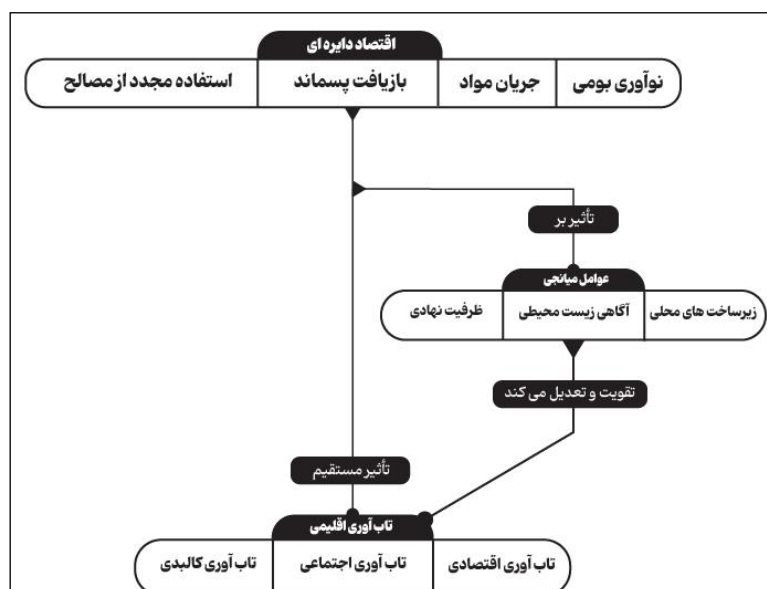 اقتصاد دایره ای
نوآوری بومی
جریان مواد
بازیافت پسماند
استفاده مجدد از مصالح
تأثیر بر
عوامل میانجی
زیرساخت های محلی
آگاهی زیست محیطی
ظرفیت نهادی
تقویت و تعدیل می کند
تأثیر مستقیم
تاب آوری اقلیمی
تاب آوری اقتصادی
تاب آوری اجتماعی
تاب آوری کالبدی